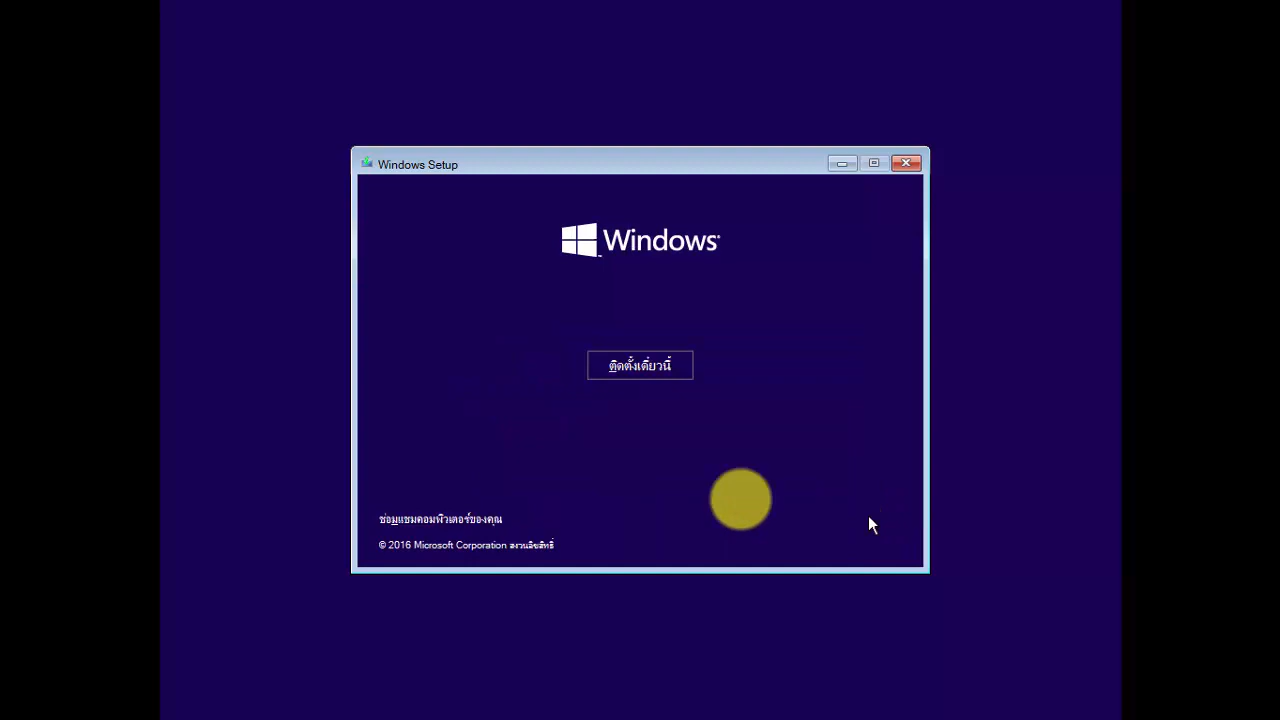 Windows Setup
Windows
ติดตั้งเดี๋ยวนี้
ซ่อมแซมคอมพิวเตอร์ของคุณ
© 2016 Microsoft Corporation สงวนลิขสิทธิ์